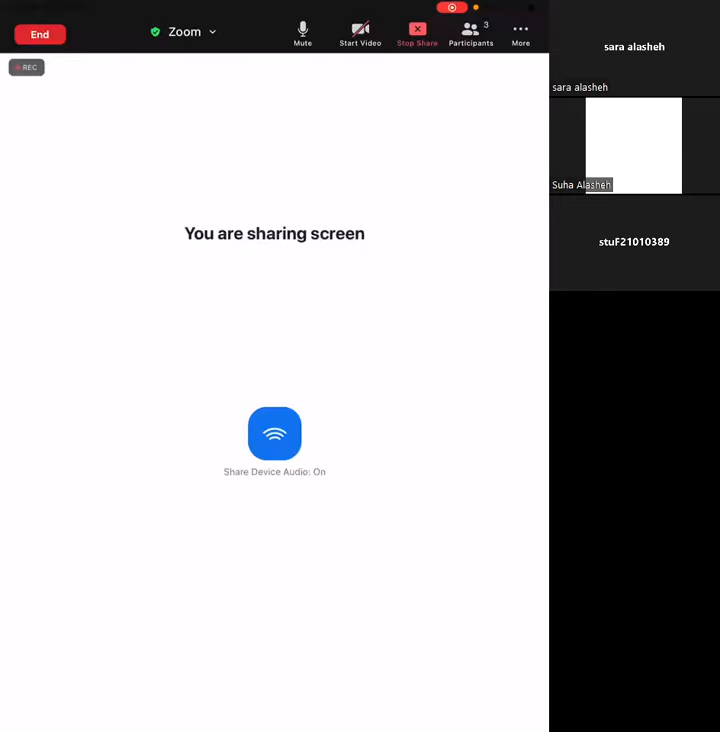 End
Zoom
Mute
Start Video
Stop Share
3
Participants
More
REC
You are sharing screen
Share Device Audio: On
sara alasheh
sara alasheh
Suha Alasheh
stuF21010389